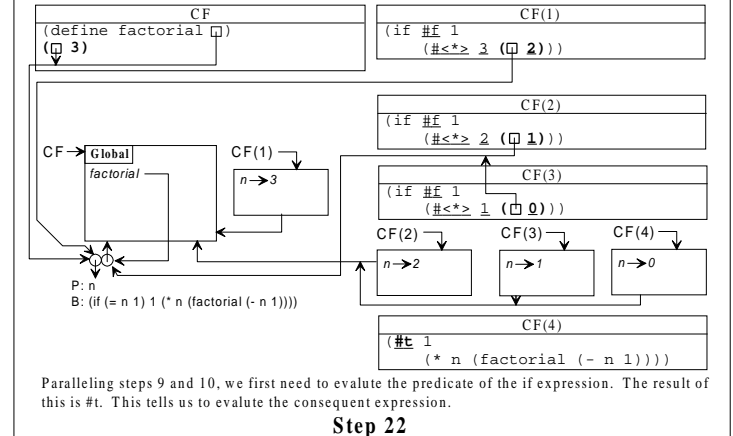 CF
(define factorial □)
(□ 3)
CF(1)
(if #f 1
(#<*> 3 (□ 2)))
CF(2)
(if #f 1
(#<*> 2 (□ 1)))
CF
Global
factorial
CF(1)
n→3
CF(3)
(if #f 1
(#<*> 1 (□ 0)))
CF(2)
n→2
CF(3)
n→1
CF(4)
n→0
P: n
B: (if (= n 1) 1 (* n (factorial (- n 1))))
CF(4)
(#t 1
(* n (factorial (- n 1))))
Paralleling steps 9 and 10, we first need to evalute the predicate of the if expression. The result of
this is #t. This tells us to evaluate the consequent expression.
Step 22